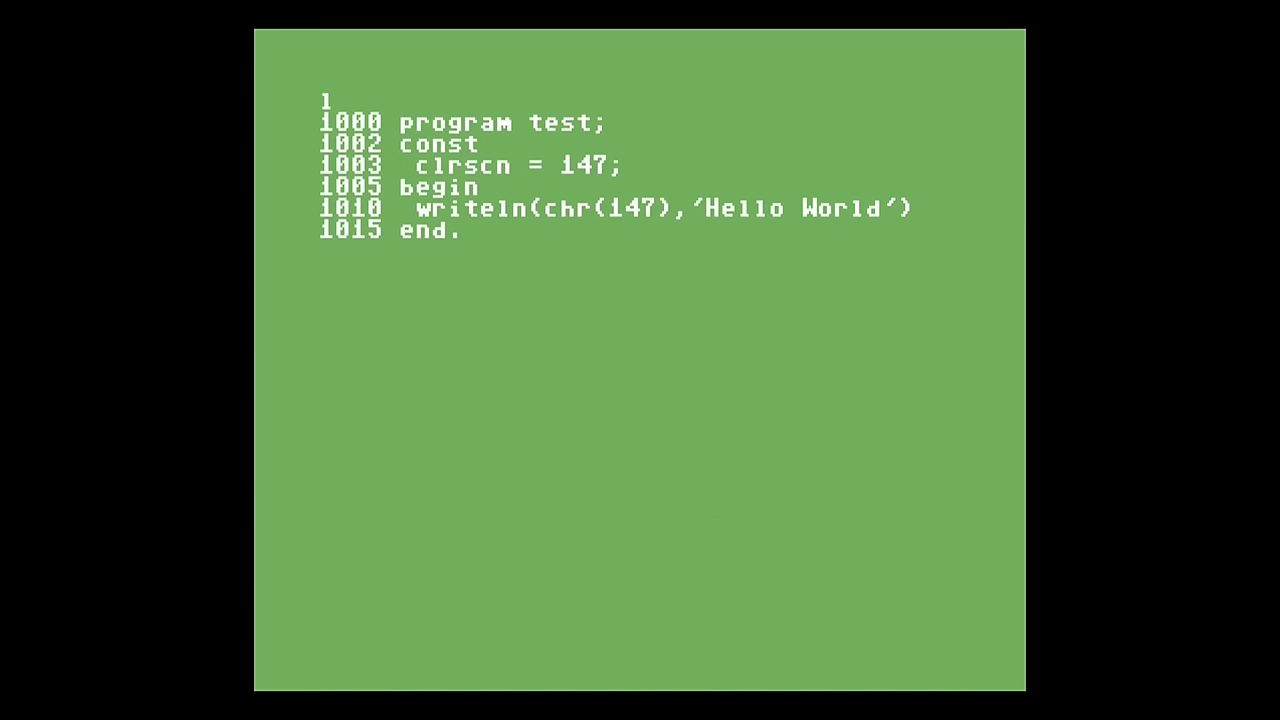 l
1000 program test;
1002 const
1003  clrscn = 147;
1005 begin
1010  writeln(chr(147),'Hello World')
1015 end.